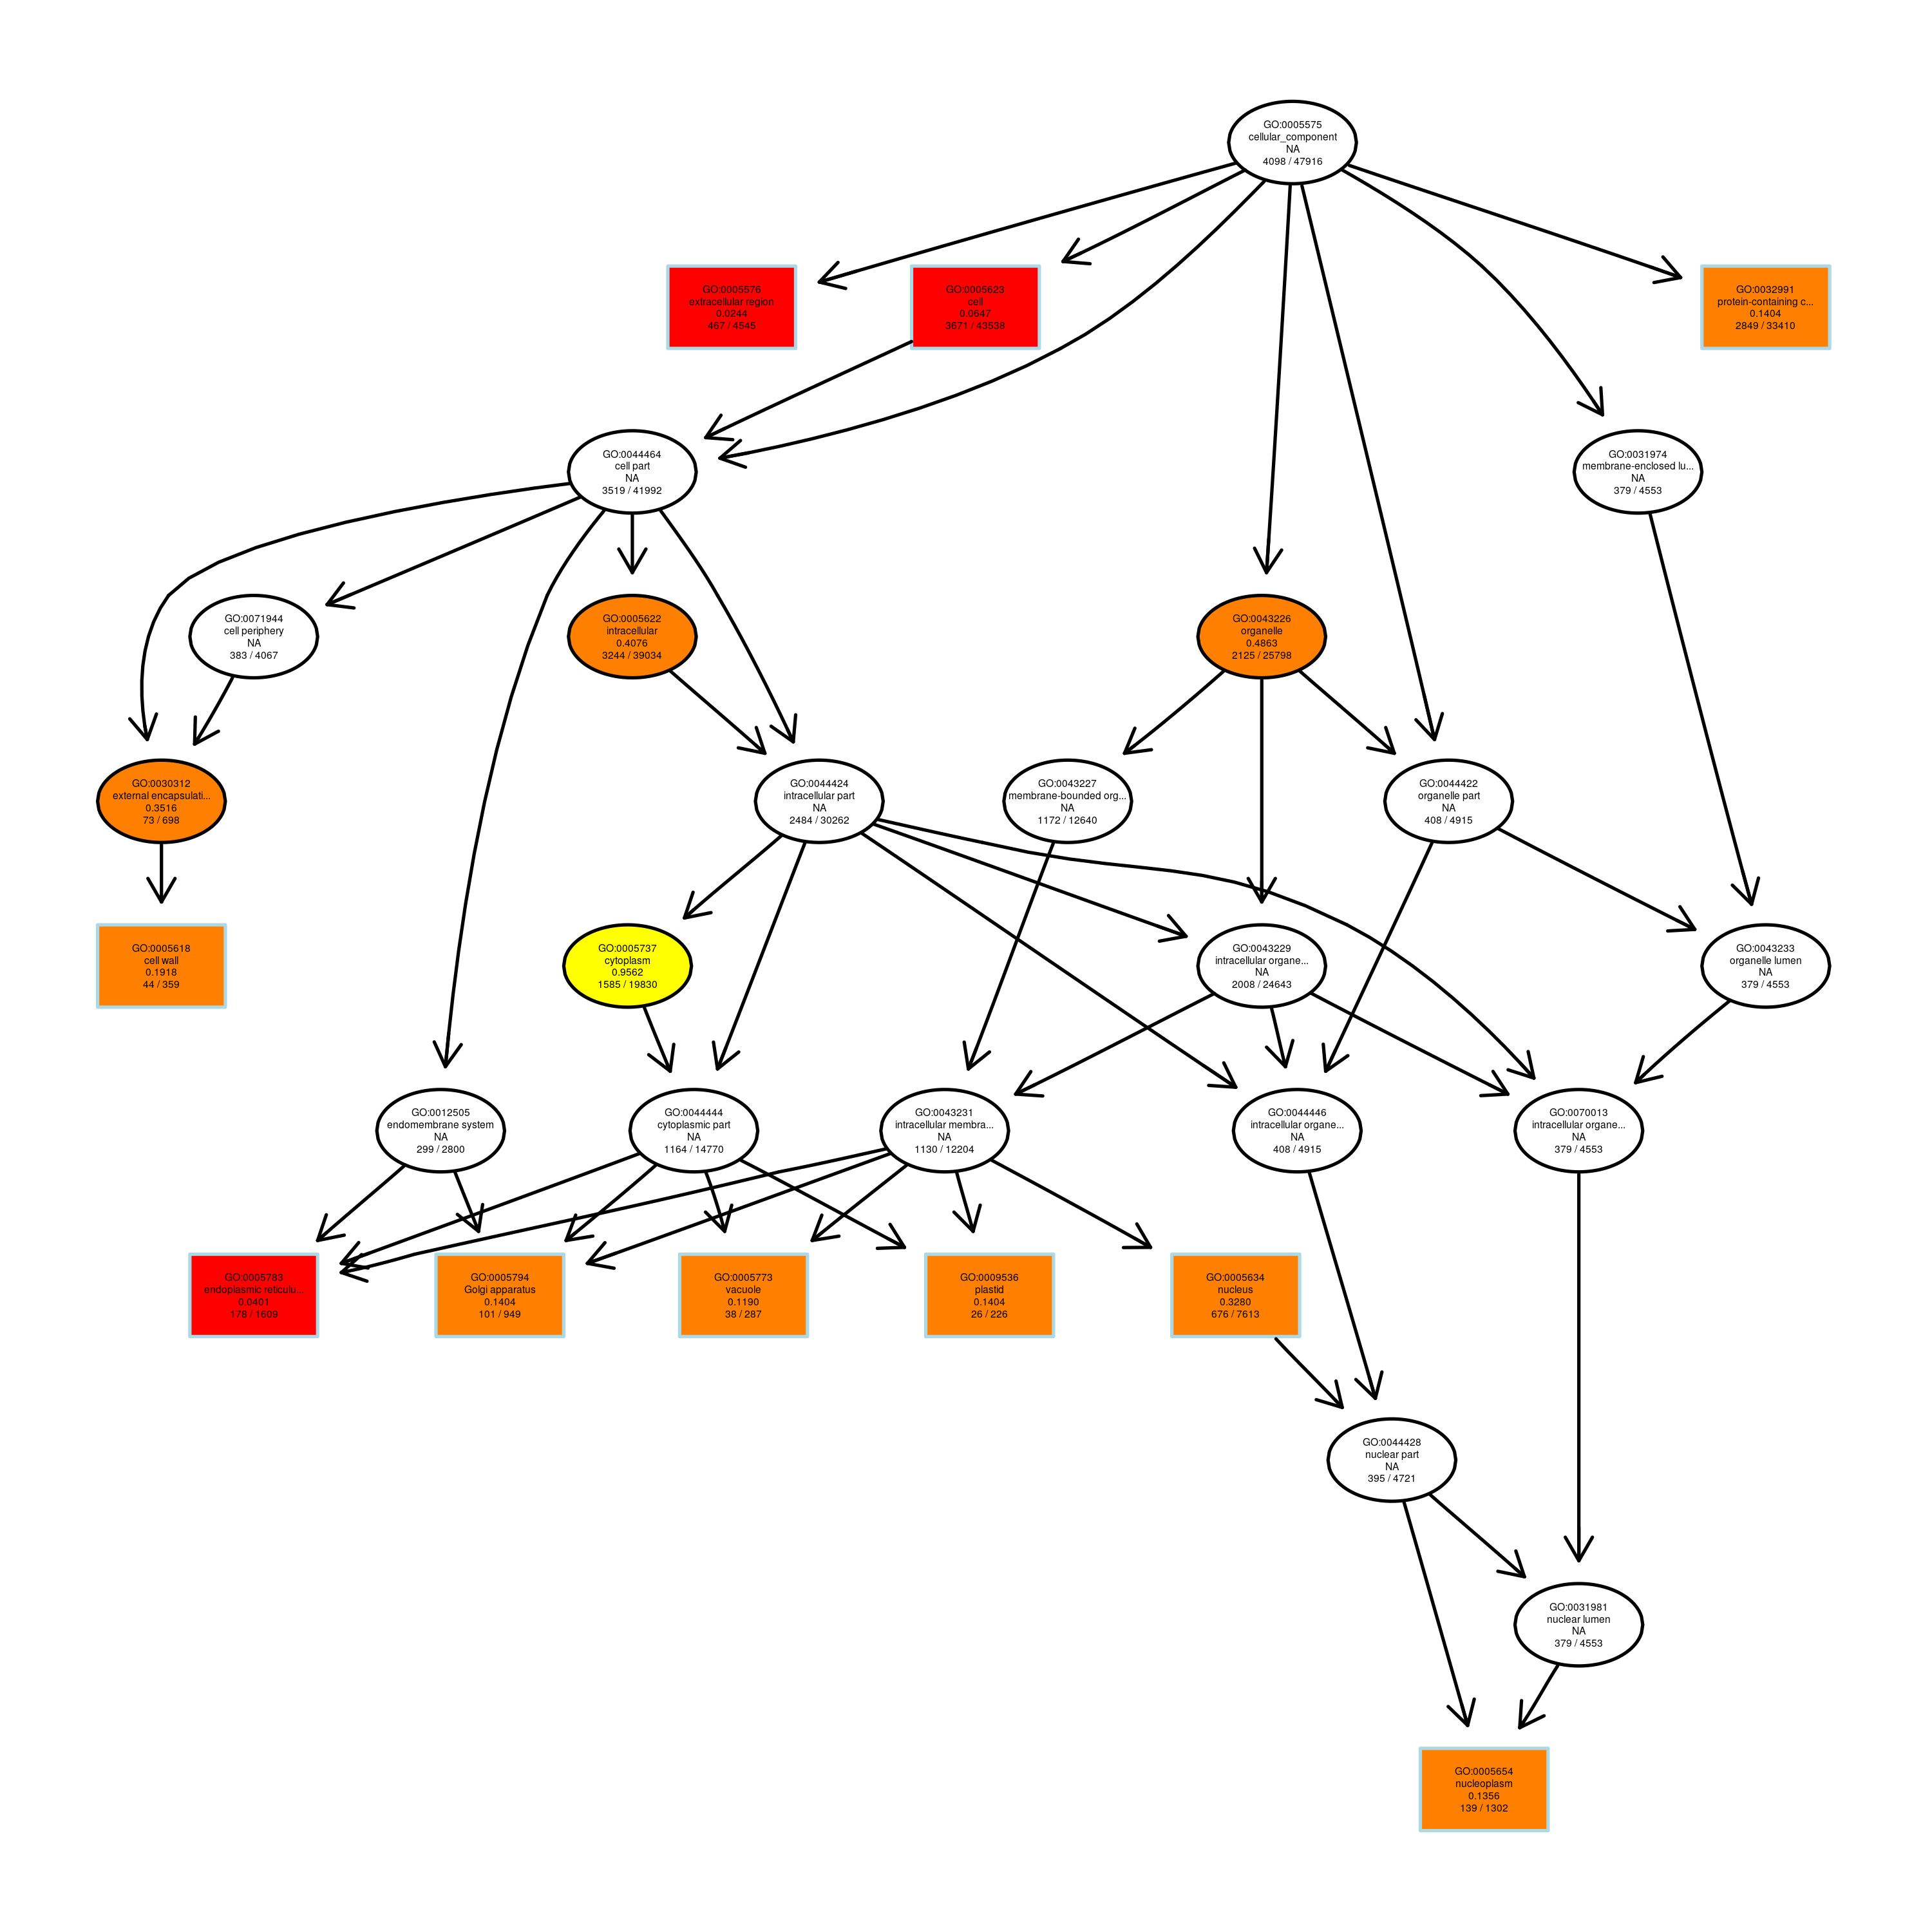 GO:0005575
cellular_component
NA
4098 / 47916
GO:0005576
extracellular region
0.0244
467 / 4545
GO:0005623
cell
0.0647
3671 / 43538
GO:0032991
protein-containing c...
0.1404
2849 / 33410
GO:0044464
cell part
NA
3519 / 41992
GO:0031974
membrane-enclosed lu...
NA
379 / 4553
GO:0071944
cell periphery
NA
383 / 4067
GO:0005622
intracellular
0.4076
3244 / 39034
GO:0043226
organelle
0.4863
2125 / 25798
GO:0030312
external encapsulati...
0.3516
73 / 698
GO:0044424
intracellular part
NA
2484 / 30262
GO:0043227
membrane-bounded org...
NA
1172 / 12640
GO:0044422
organelle part
NA
408 / 4915
GO:0005618
cell wall
0.1918
44 / 359
GO:0005737
cytoplasm
0.9562
1585 / 19830
GO:0043229
intracellular organe...
NA
2008 / 24643
GO:0043233
organelle lumen
NA
379 / 4553
GO:0012505
endomembrane system
NA
299 / 2800
GO:0044444
cytoplasmic part
NA
1164 / 14770
GO:0043231
intracellular membra...
NA
1130 / 12204
GO:0044446
intracellular organe...
NA
408 / 4915
GO:0070013
intracellular organe...
NA
379 / 4553
GO:0005783
endoplasmic reticulu...
0.0401
178 / 1609
GO:0005794
Golgi apparatus
0.1404
101 / 949
GO:0005773
vacuole
0.1190
38 / 287
GO:0009536
plastid
0.1404
26 / 226
GO:0005634
nucleus
0.3280
676 / 7613
GO:0044428
nuclear part
NA
395 / 4721
GO:0031981
nuclear lumen
NA
379 / 4553
GO:0005654
nucleoplasm
0.1356
139 / 1302